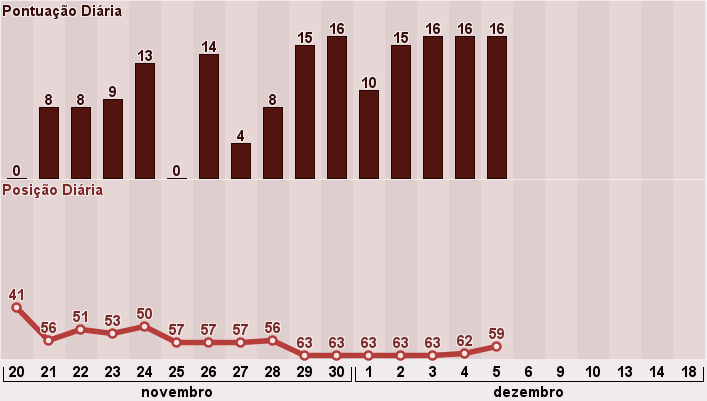 Pontuação Diária
0 8 8 9 13 0 14 4 8 15 16 10 15 16 16 16
Posição Diária
41 56 51 53 50 57 57 57 56 63 63 63 63 63 62 59
20 21 22 23 24 25 26 27 28 29 30 1 2 3 4 5 6 9 10 13 14 18
novembro dezembro